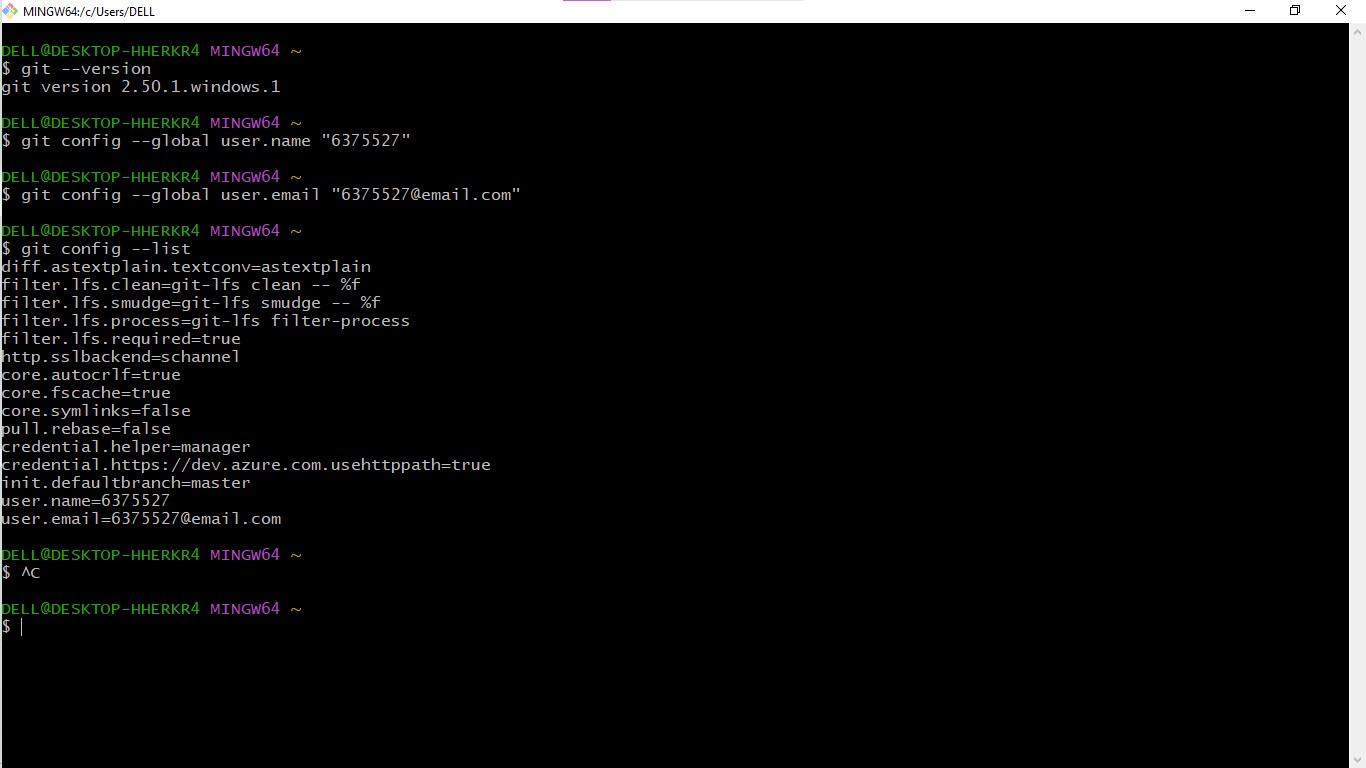 MINGW64:/c/Users/DELL
DELL@DESKTOP-HHERKR4 MINGW64 ~
$ git --version
git version 2.50.1.windows.1
DELL@DESKTOP-HHERKR4 MINGW64 ~
$ git config --global user.name "6375527"
DELL@DESKTOP-HHERKR4 MINGW64 ~
$ git config --global user.email "6375527@email.com"
DELL@DESKTOP-HHERKR4 MINGW64 ~
$ git config --list
diff.astextplain.textconv=astextplain
filter.lfs.clean=git-lfs clean -- %f
filter.lfs.smudge=git-lfs smudge -- %f
filter.lfs.process=git-lfs filter-process
filter.lfs.required=true
http.sslbackend=schannel
core.autocrlf=true
core.fscache=true
core.symlinks=false
pull.rebase=false
credential.helper=manager
credential.https://dev.azure.com.usehttppath=true
init.defaultbranch=master
user.name=6375527
user.email=6375527@email.com
DELL@DESKTOP-HHERKR4 MINGW64 ~
$ ^C
DELL@DESKTOP-HHERKR4 MINGW64 ~
$